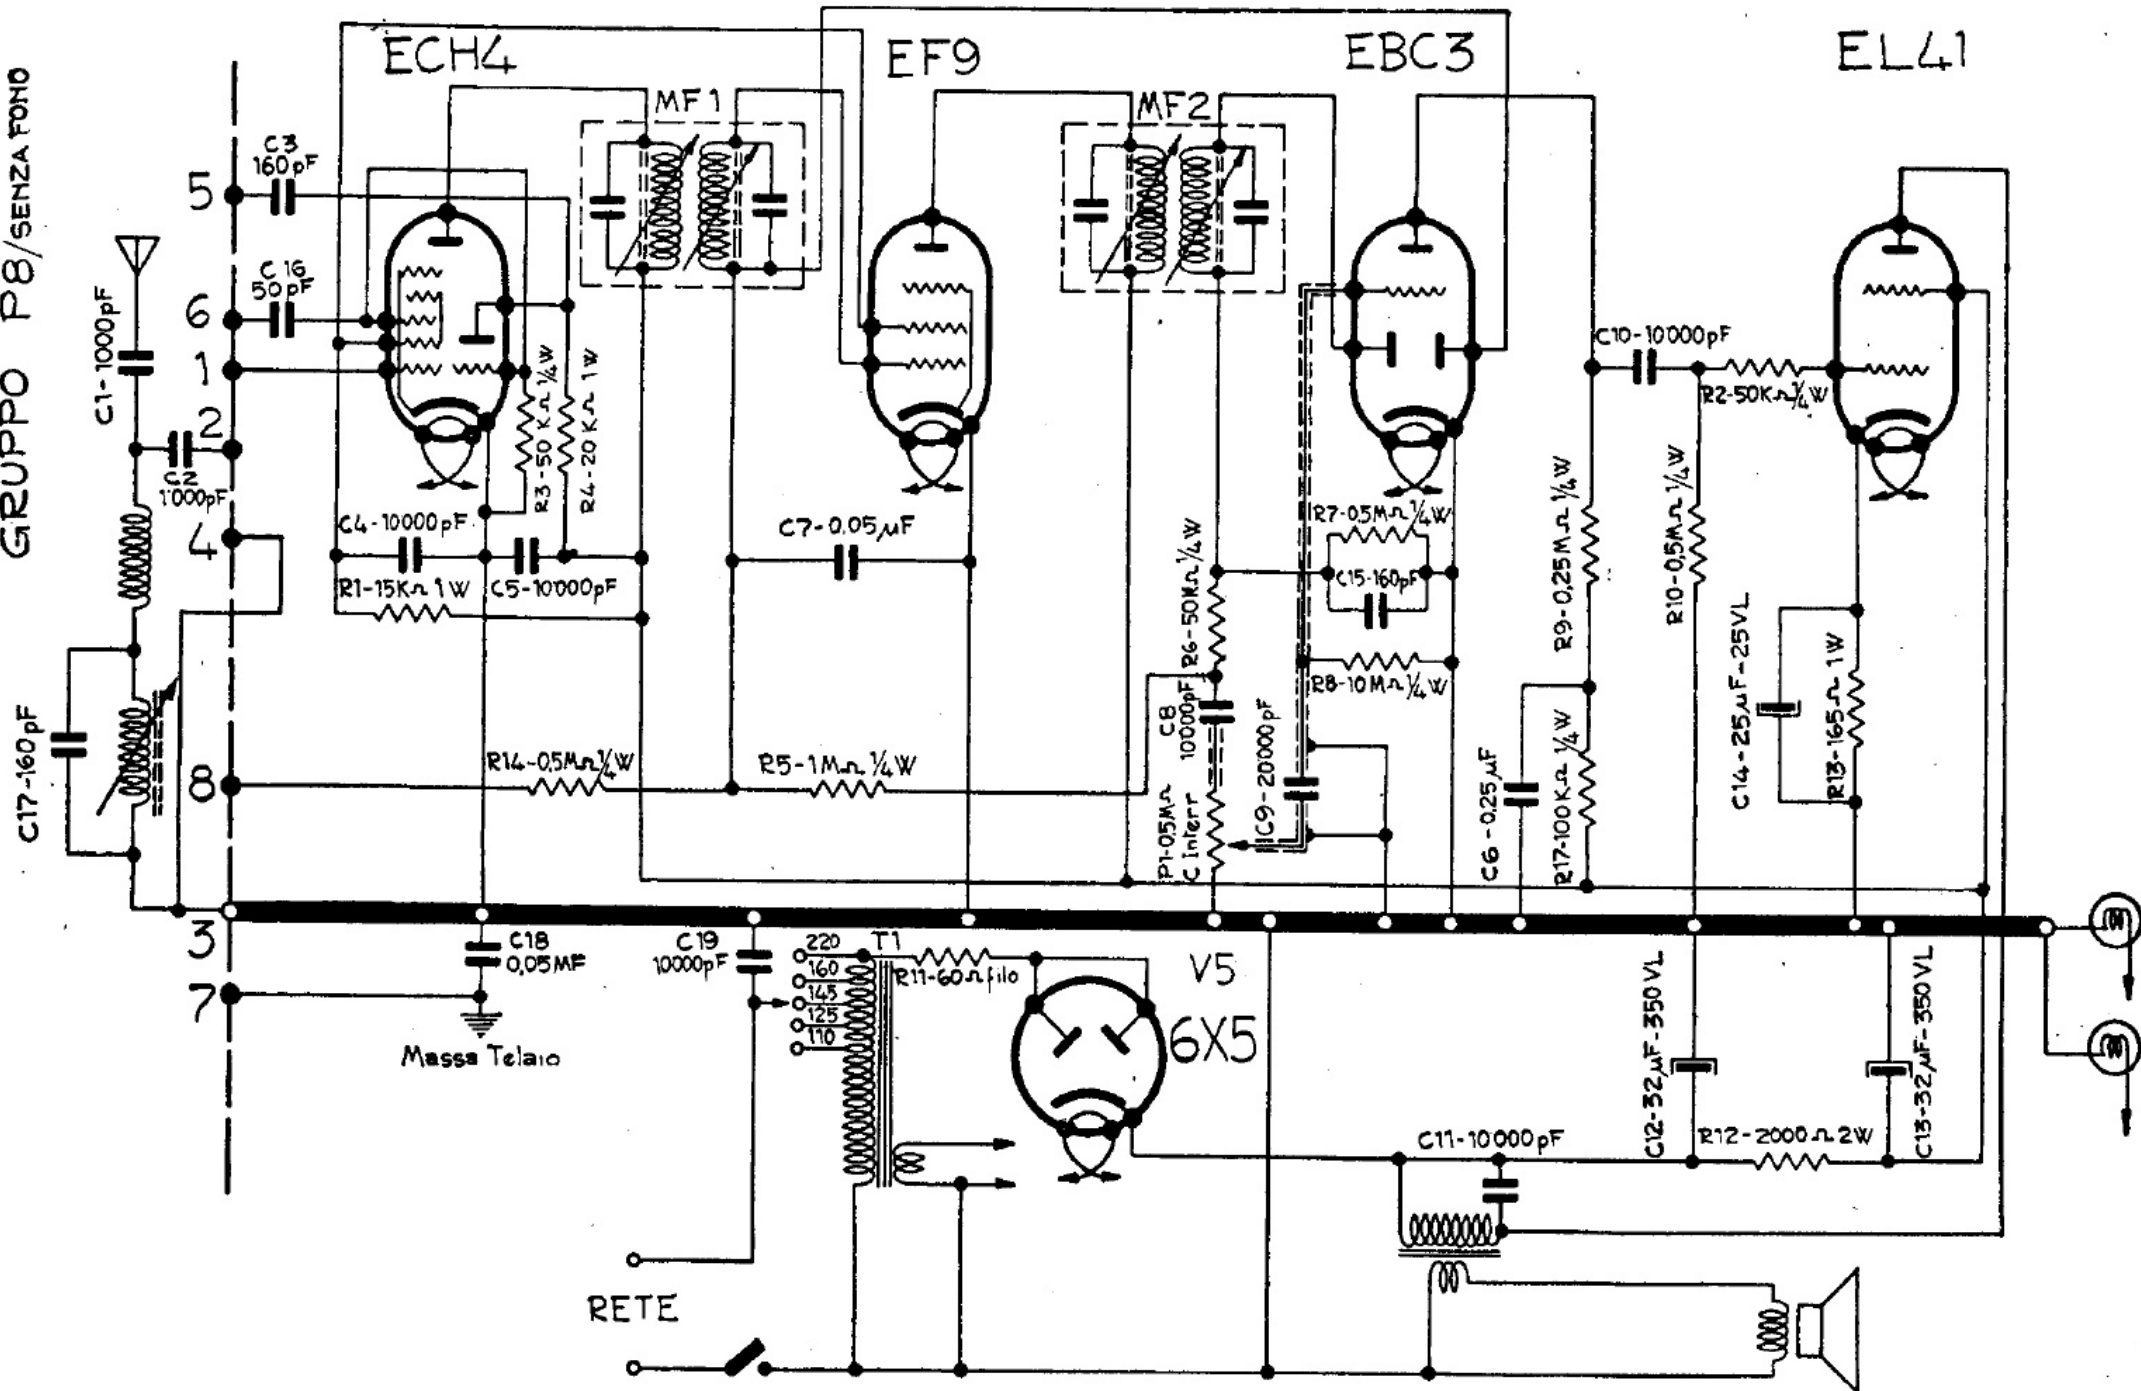 GRUPPO P8/SENZA FONO
ECH4
EF9
EBC3
EL41
MF1
MF2
C3
160pF
5
C16
50pF
6
1
C1-1000pF
2
C2
1000pF
4
R3-50KΩ ¼W
R4-20KΩ 1W
C4-10000pF
R1-15KΩ 1W
C5-10000pF
C7-0,05µF
R6-50KΩ ¼W
R7-0,5MΩ ¼W
C15-160pF
R8-10MΩ ¼W
C10-10000pF
R2-50KΩ ¼W
R9-0,25MΩ ¼W
R10-0,5MΩ ¼W
C14-25µF-25VL
R13-165Ω 1W
C17-160pF
8
R14-0,5MΩ ¼W
R5-1MΩ ¼W
C8
10000pF
P1-0,5MΩ
C Interr
C9-20000pF
C6-0,25µF
R17-100KΩ ¼W
3
7
C18
0,05MF
Massa Telaio
C19
10000pF
220
160
145
125
110
T1
R11-60Ω filo
V5
6X5
C12-32µF-350VL
C13-32µF-350VL
C11-10000pF
R12-2000Ω 2W
RETE